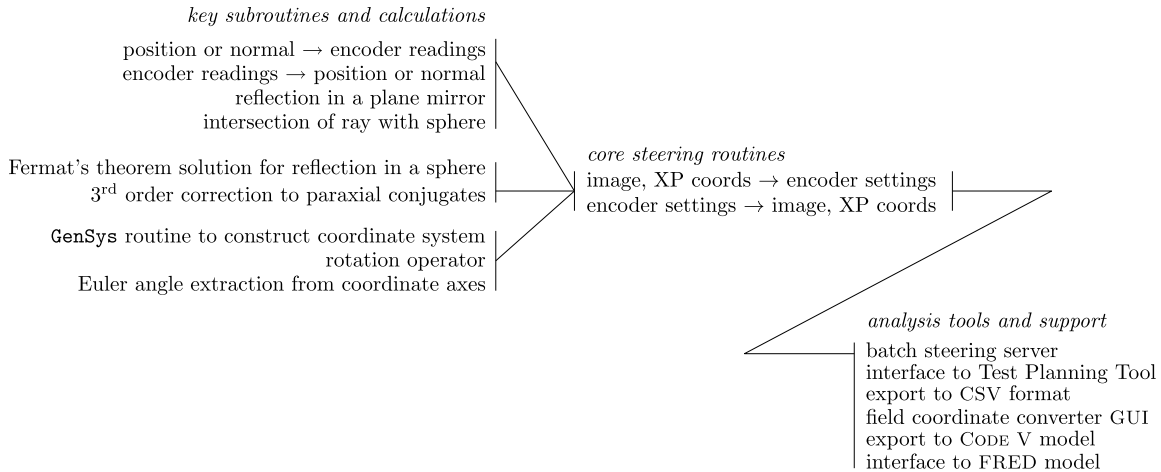 key subroutines and calculations
position or normal → encoder readings
encoder readings → position or normal
reflection in a plane mirror
intersection of ray with sphere
Fermat's theorem solution for reflection in a sphere
3rd order correction to paraxial conjugates
GenSys routine to construct coordinate system
rotation operator
Euler angle extraction from coordinate axes
core steering routines
image, XP coords → encoder settings
encoder settings → image, XP coords
analysis tools and support
batch steering server
interface to Test Planning Tool
export to CSV format
field coordinate converter GUI
export to CODE V model
interface to FRED model